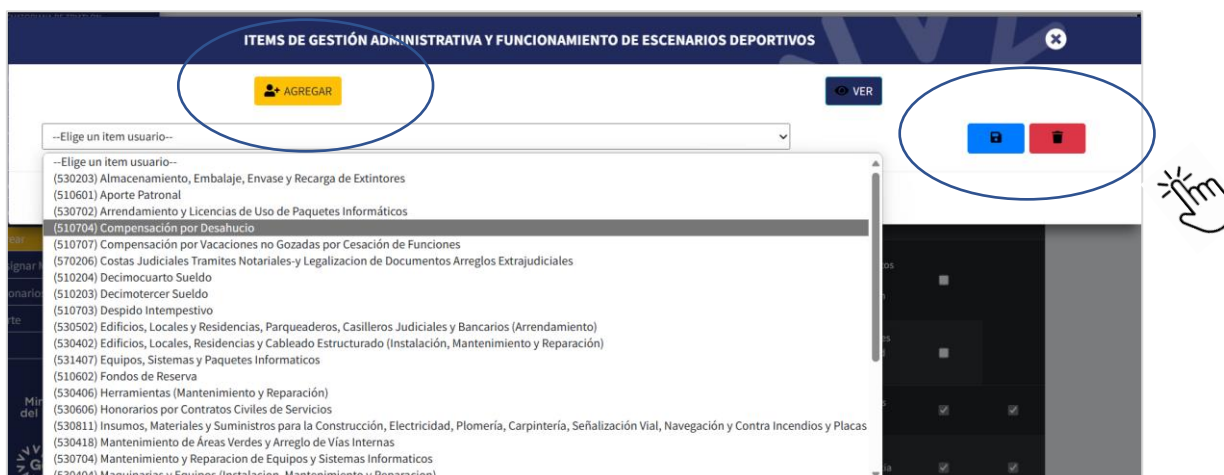 ITEMS DE GESTIÓN ADMINISTRATIVA Y FUNCIONAMIENTO DE ESCENARIOS DEPORTIVOS
AGREGAR
VER
--Elige un item usuario--
--Elige un item usuario--
(530203) Almacenamiento, Embalaje, Envase y Recarga de Extintores
(510601) Aporte Patronal
(530702) Arrendamiento y Licencias de Uso de Paquetes Informáticos
(510704) Compensación por Desahucio
(510707) Compensación por Vacaciones no Gozadas por Cesación de Funciones
(570206) Costas Judiciales Tramites Notariales-y Legalizacion de Documentos Arreglos Extrajudiciales
(510204) Decimocuarto Sueldo
(510203) Decimotercer Sueldo
(510703) Despido Intempestivo
(530502) Edificios, Locales y Residencias, Parqueaderos, Casilleros Judiciales y Bancarios (Arrendamiento)
(530402) Edificios, Locales, Residencias y Cableado Estructurado (Instalación, Mantenimiento y Reparación)
(531407) Equipos, Sistemas y Paquetes Informaticos
(510602) Fondos de Reserva
(530406) Herramientas (Mantenimiento y Reparación)
(530606) Honorarios por Contratos Civiles de Servicios
(530811) Insumos, Materiales y Suministros para la Construcción, Electricidad, Plomería, Carpintería, Señalización Vial, Navegación y Contra Incendios y Placas
(530418) Mantenimiento de Áreas Verdes y Arreglo de Vías Internas
(530704) Mantenimiento y Reparacion de Equipos y Sistemas Informaticos
(530404) Maquinarias y Equipos (Instalacion, Mantenimiento y Reparacion)